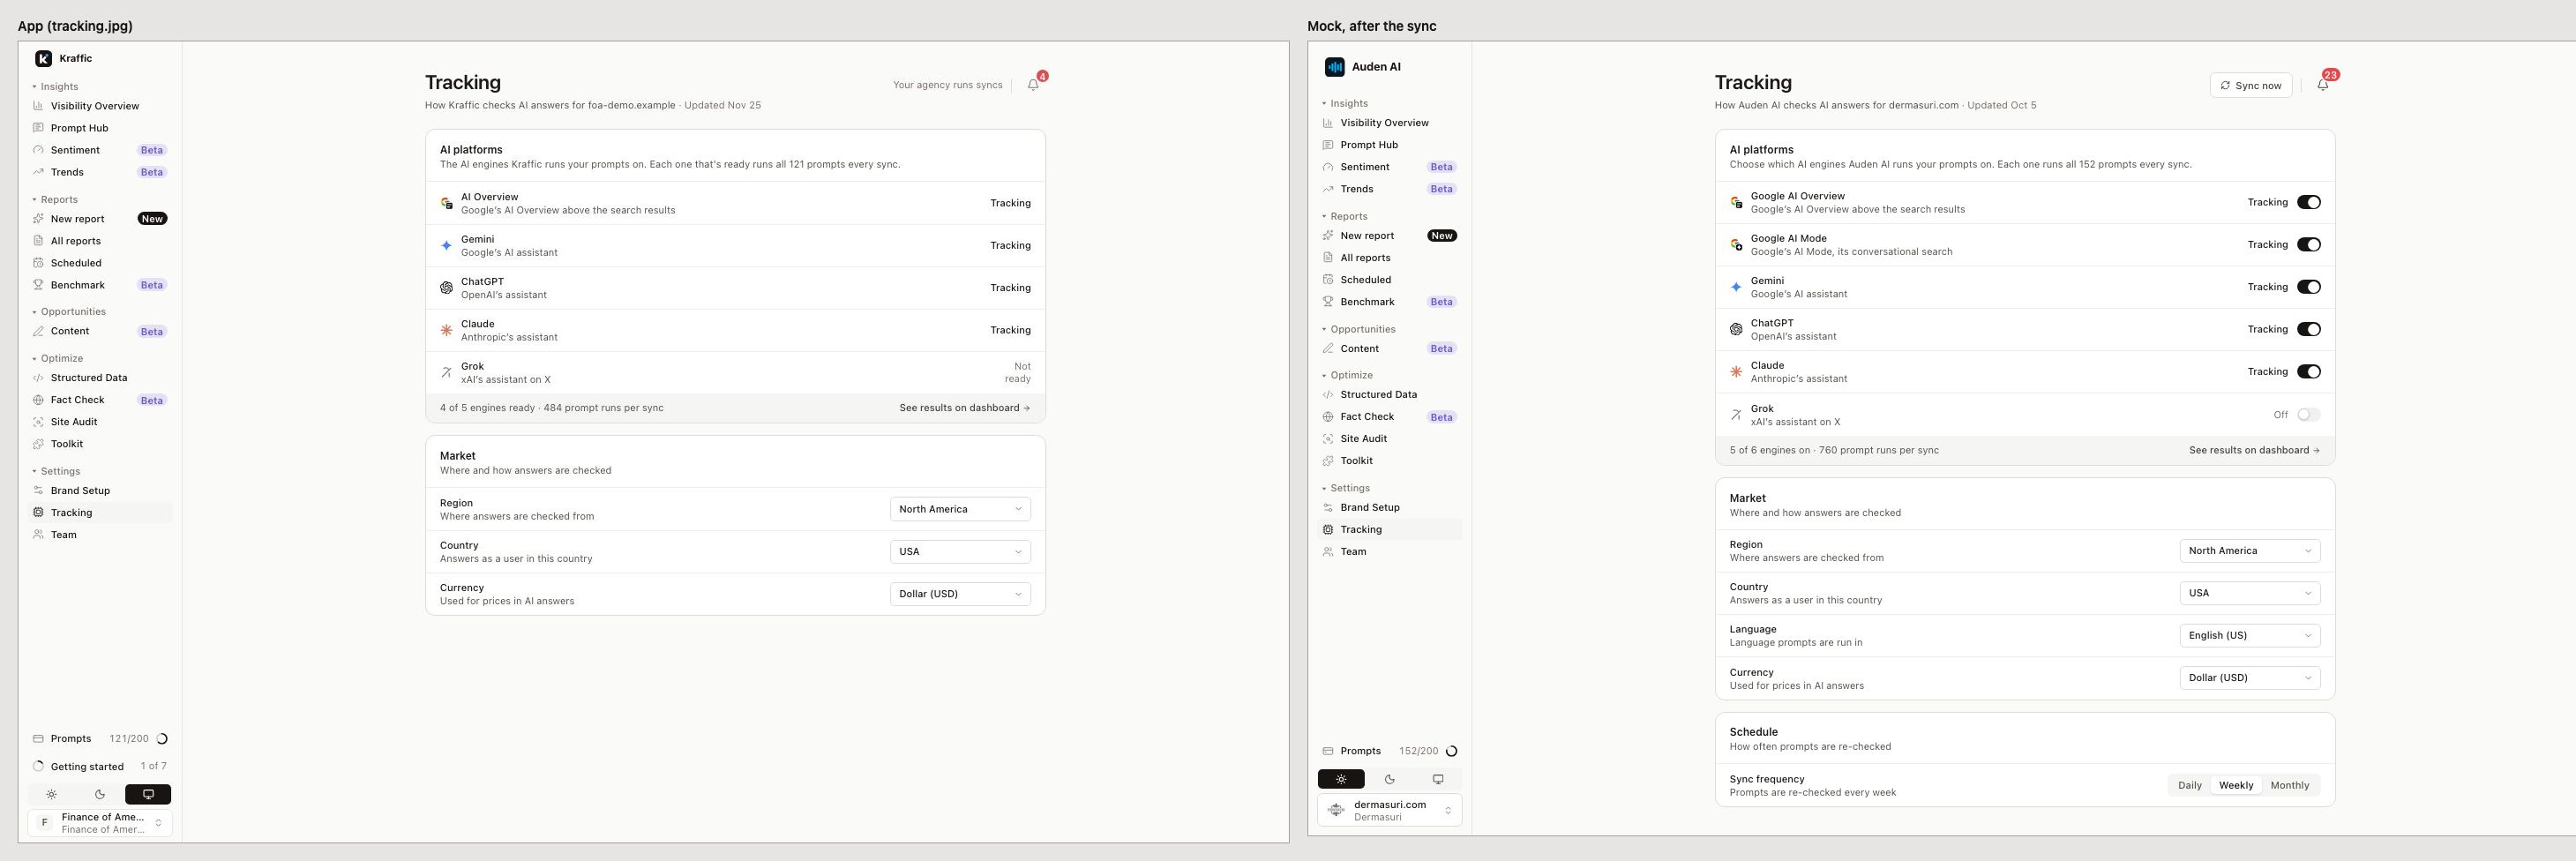 App (tracking.jpg)
Kraffic
Insights
Visibility Overview
Prompt Hub
Sentiment Beta
Trends Beta
Reports
New report New
All reports
Scheduled
Benchmark Beta
Opportunities
Content Beta
Optimize
Structured Data
Fact Check Beta
Site Audit
Toolkit
Settings
Brand Setup
Tracking
Team
Prompts 121/200
Getting started 1 of 7
F
Finance of Ame...
Finance of Amer...
Tracking
Your agency runs syncs
4
How Kraffic checks AI answers for foa-demo.example · Updated Nov 25
AI platforms
The AI engines Kraffic runs your prompts on. Each one that's ready runs all 121 prompts every sync.
AI Overview
Google's AI Overview above the search results
Tracking
Gemini
Google's AI assistant
Tracking
ChatGPT
OpenAI's assistant
Tracking
Claude
Anthropic's assistant
Tracking
Grok
xAI's assistant on X
Not
ready
4 of 5 engines ready · 484 prompt runs per sync
See results on dashboard →
Market
Where and how answers are checked
Region
Where answers are checked from
North America
Country
Answers as a user in this country
USA
Currency
Used for prices in AI answers
Dollar (USD)
Mock, after the sync
Auden AI
Insights
Visibility Overview
Prompt Hub
Sentiment Beta
Trends Beta
Reports
New report New
All reports
Scheduled
Benchmark Beta
Opportunities
Content Beta
Optimize
Structured Data
Fact Check Beta
Site Audit
Toolkit
Settings
Brand Setup
Tracking
Team
Prompts 152/200
dermasuri.com
Dermasuri
Tracking
Sync now
23
How Auden AI checks AI answers for dermasuri.com · Updated Oct 5
AI platforms
Choose which AI engines Auden AI runs your prompts on. Each one runs all 152 prompts every sync.
Google AI Overview
Google's AI Overview above the search results
Tracking
Google AI Mode
Google's AI Mode, its conversational search
Tracking
Gemini
Google's AI assistant
Tracking
ChatGPT
OpenAI's assistant
Tracking
Claude
Anthropic's assistant
Tracking
Grok
xAI's assistant on X
Off
5 of 6 engines on · 760 prompt runs per sync
See results on dashboard →
Market
Where and how answers are checked
Region
Where answers are checked from
North America
Country
Answers as a user in this country
USA
Language
Language prompts are run in
English (US)
Currency
Used for prices in AI answers
Dollar (USD)
Schedule
How often prompts are re-checked
Sync frequency
Prompts are re-checked every week
Daily Weekly Monthly